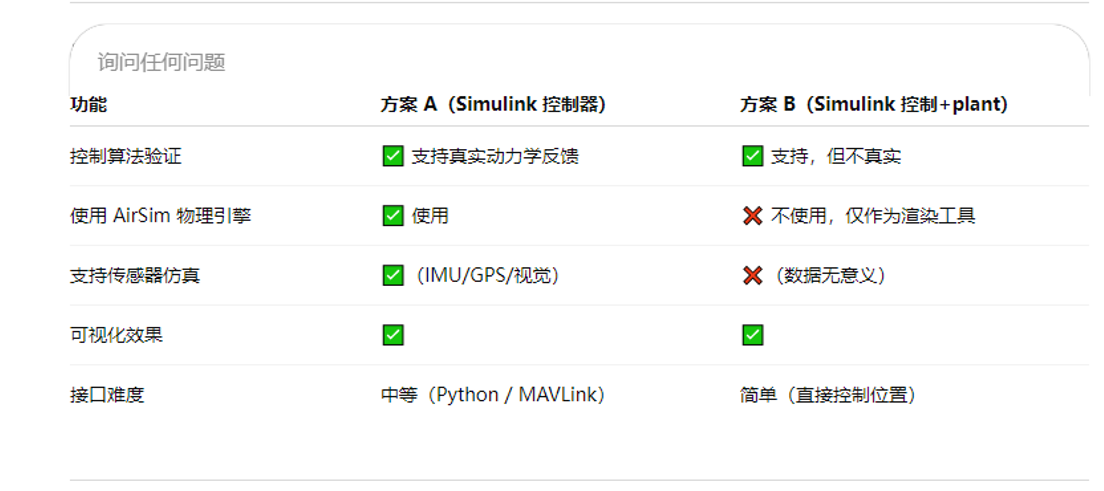 询问任何问题
功能 方案 A（Simulink 控制器） 方案 B（Simulink 控制+plant）
控制算法验证 ✅ 支持真实动力学反馈 ✅ 支持，但不真实
使用 AirSim 物理引擎 ✅ 使用 ❌ 不使用，仅作为渲染工具
支持传感器仿真 ✅（IMU/GPS/视觉） ❌（数据无意义）
可视化效果 ✅ ✅
接口难度 中等（Python / MAVLink） 简单（直接控制位置）